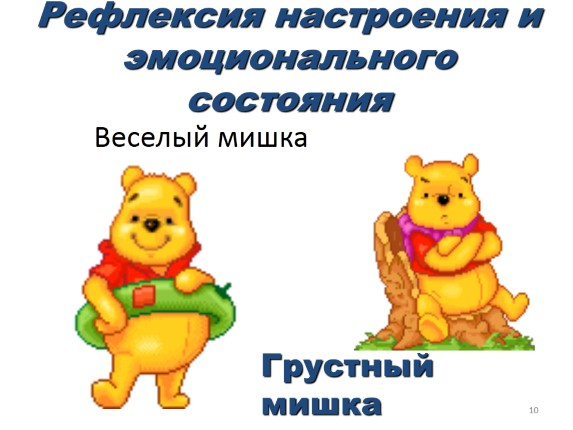 Рефлексия настроения и
эмоционального
состояния
Веселый мишка
Грустный
мишка
10